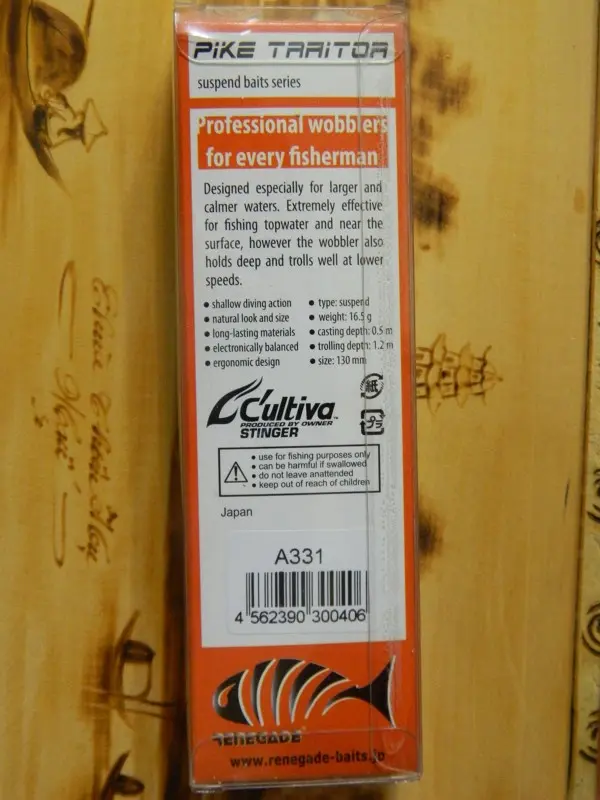 PIKE TRAITOR
suspend baits series
Professional wobblers
for every fisherman
Designed especially for larger and
calmer waters. Extremely effective
for fishing topwater and near the
surface, however the wobbler also
holds deep and trolls well at lower
speeds.
• shallow diving action
• natural look and size
• long-lasting materials
• electronically balanced
• ergonomic design
• type: suspend
• weight: 16.5 g
• casting depth: 0.5 m
• trolling depth: 1.2 m
• size: 130 mm
紙
C'ultiva™
PRODUCED BY OWNER
STINGER
プラ
• use for fishing purposes only
• can be harmful if swallowed
• do not leave anattended
• keep out of reach of children
Japan
A331
4 562390 300406
RENEGADE
www.renegade-baits.jp